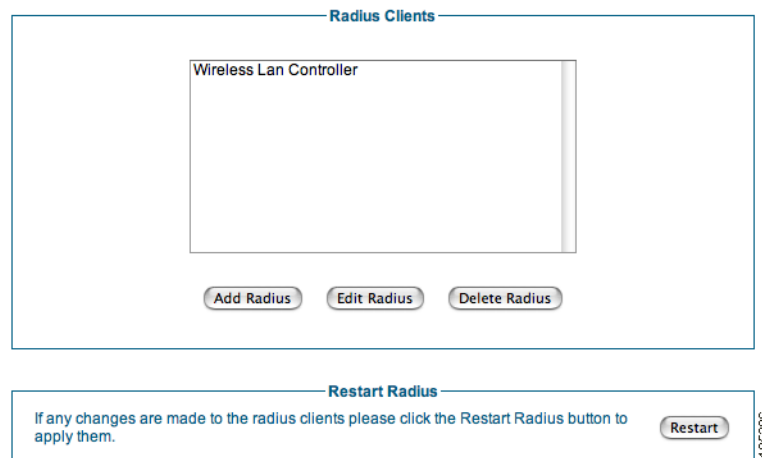 Radius Clients
Wireless Lan Controller
Add Radius Edit Radius Delete Radius
Restart Radius
If any changes are made to the radius clients please click the Restart Radius button to
apply them.
Restart